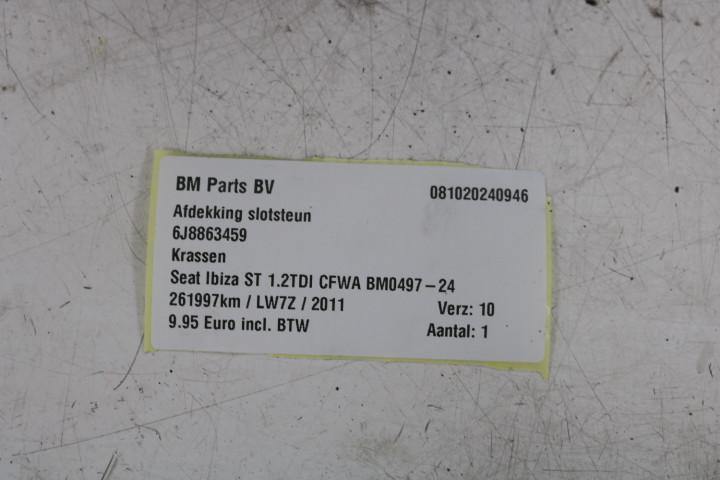 BM Parts BV 081020240946
Afdekking slotsteun
6J8863459
Krassen
Seat Ibiza ST 1.2TDI CFWA BM0497-24
261997km / LW7Z / 2011 Verz: 10
9.95 Euro incl. BTW Aantal: 1